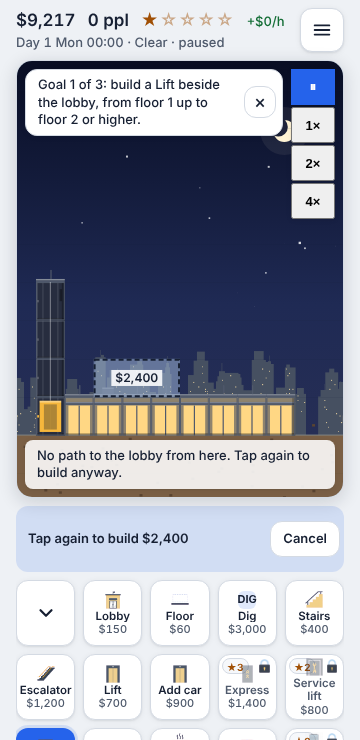 $9,217 0 ppl ★☆☆☆☆ +$0/h
Day 1 Mon 00:00 · Clear · paused
Goal 1 of 3: build a Lift beside
the lobby, from floor 1 up to
floor 2 or higher.
×
1×
2×
4×
$2,400
No path to the lobby from here. Tap again to
build anyway.
Tap again to build $2,400
Cancel
Lobby
$150
Floor
$60
DIG
Dig
$3,000
Stairs
$400
Escalator
$1,200
Lift
$700
Add car
$900
★3
Express
$1,400
★2
Service
lift
$800